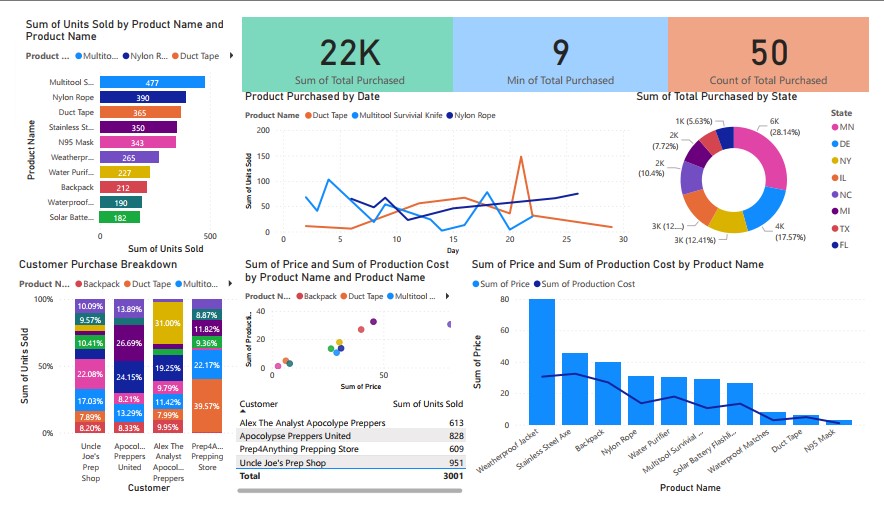 Sum of Units Sold by Product Name and
Product Name
Product ... Multito... Nylon R... Duct Tape
Multitool S... 477
Nylon Rope 390
Duct Tape 365
Stainless St... 350
N95 Mask 343
Weatherpr... 265
Water Purif... 227
Backpack 212
Waterproof... 190
Solar Batte... 182
0 500
Sum of Units Sold
Product Name
22K
Sum of Total Purchased
9
Min of Total Purchased
50
Count of Total Purchased
Product Purchased by Date
Product Name Duct Tape Multitool Survivial Knife Nylon Rope
200
150
100
50
0
0 5 10 15 20 25 30
Day
Sum of Units Sold
Sum of Total Purchased by State
1K (5.63%)
2K
(7.72%)
2K
(10.4%)
3K (12....)
3K (12.41%)
4K
(17.57%)
6K
(28.14%)
State
MN
DE
NY
IL
NC
MI
TX
FL
Customer Purchase Breakdown
Product N... Backpack Duct Tape Multito...
100%
50%
0%
Sum of Units Sold
10.09%
9.57%
10.41%
22.08%
17.03%
7.89%
8.20%
13.89%
26.69%
24.15%
8.21%
13.29%
8.33%
31.00%
19.25%
9.79%
11.42%
7.99%
9.95%
8.87%
11.82%
9.36%
22.17%
39.57%
Uncle
Joe's
Prep
Shop
Apocol...
Preppers
United
Alex The
Analyst
Apocol...
Preppers
Prep4A...
Prepping
Store
Customer
Sum of Price and Sum of Production Cost
by Product Name and Product Name
Product N... Backpack Duct Tape Multitool ...
40
20
0
0 50
Sum of Price
Sum of Producti...
Customer Sum of Units Sold
Alex The Analyst Apocolype Preppers 613
Apocolypse Preppers United 828
Prep4Anything Prepping Store 609
Uncle Joe's Prep Shop 951
Total 3001
Sum of Price and Sum of Production Cost by Product Name
Sum of Price Sum of Production Cost
80
60
40
20
0
Sum of Price
Weatherproof Jacket
Stainless Steel Axe
Backpack
Nylon Rope
Water Purifier
Multitool Survivial ...
Solar Battery Flashli...
Waterproof Matches
Duct Tape
N95 Mask
Product Name